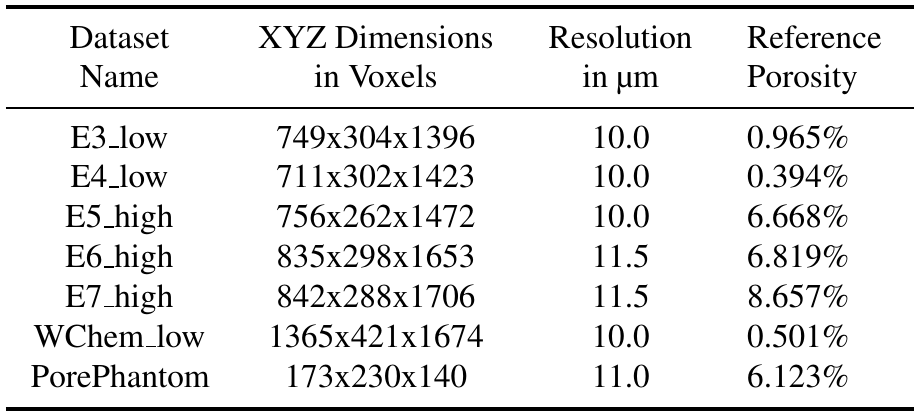 Dataset XYZ Dimensions Resolution Reference
Name in Voxels in µm Porosity
E3_low 749x304x1396 10.0 0.965%
E4_low 711x302x1423 10.0 0.394%
E5_high 756x262x1472 10.0 6.668%
E6_high 835x298x1653 11.5 6.819%
E7_high 842x288x1706 11.5 8.657%
WChem_low 1365x421x1674 10.0 0.501%
PorePhantom 173x230x140 11.0 6.123%